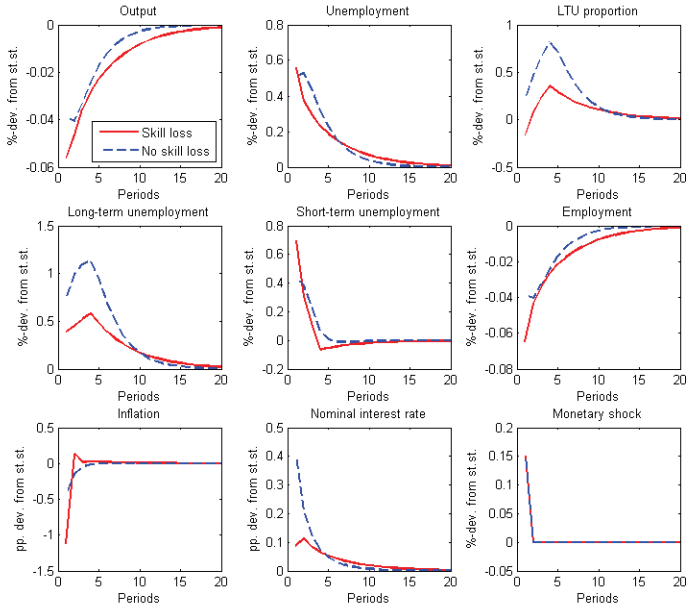 Output
Unemployment
LTU proportion
%-dev. from st.st.
0
-0.02
-0.04
-0.06
Skill loss
No skill loss
0 5 10 15 20
Periods
%-dev. from st.st.
0.8
0.6
0.4
0.2
0
0 5 10 15 20
Periods
%-dev. from st.st.
1
0.5
0
-0.5
0 5 10 15 20
Periods
Long-term unemployment
Short-term unemployment
Employment
%-dev. from st.st.
1.5
1
0.5
0
0 5 10 15 20
Periods
%-dev. from st.st.
0.8
0.6
0.4
0.2
0
-0.2
0 5 10 15 20
Periods
%-dev. from st.st.
0
-0.02
-0.04
-0.06
-0.08
0 5 10 15 20
Periods
Inflation
Nominal interest rate
Monetary shock
pp. dev. from st.st.
0.5
0
-0.5
-1
-1.5
0 5 10 15 20
Periods
pp. dev. from st.st.
0.5
0.4
0.3
0.2
0.1
0
0 5 10 15 20
Periods
%-dev. from st.st.
0.2
0.15
0.1
0.05
0
-0.05
0 5 10 15 20
Periods